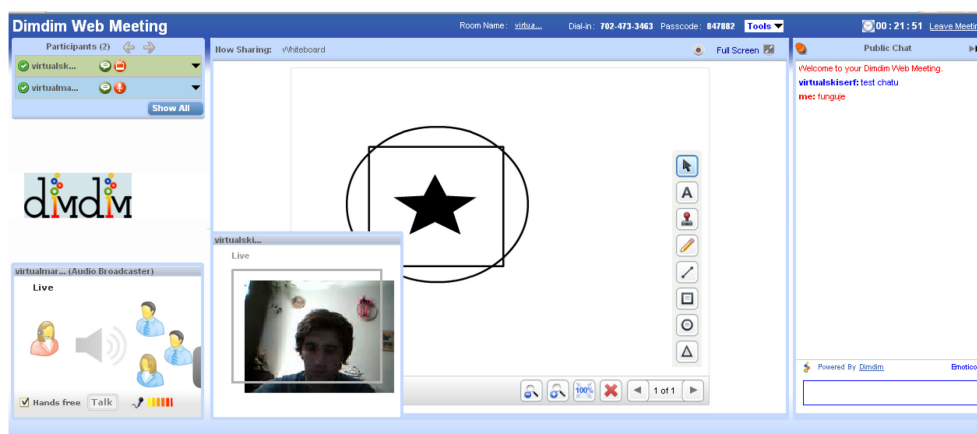 Dimdim Web Meeting
Room Name: virtua... Dial-in: 702-473-3463 Passcode: 847882 Tools
00:21:51 Leave Meetin
Participants (2)
virtualsk...
virtualma...
Show All
dimdim
virtualmar... (Audio Broadcaster)
Live
Hands free Talk
Now Sharing: Whiteboard
Full Screen
A
virtualski...
Live
100%
1 of 1
Public Chat
Welcome to your Dimdim Web Meeting.
virtualskiserf: test chatu
me: funguje
Powered By Dimdim Emotico